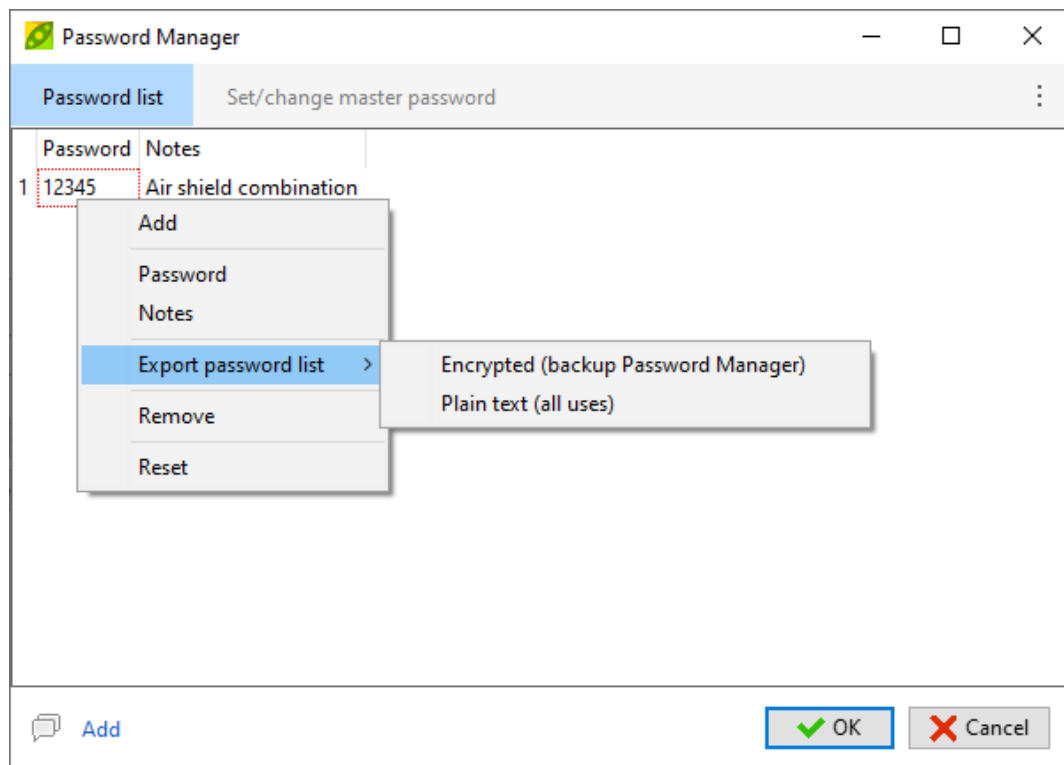 Password Manager
Password list Set/change master password
Password Notes
1 12345 Air shield combination
Add
Password
Notes
Export password list
Encrypted (backup Password Manager)
Plain text (all uses)
Remove
Reset
Add OK Cancel